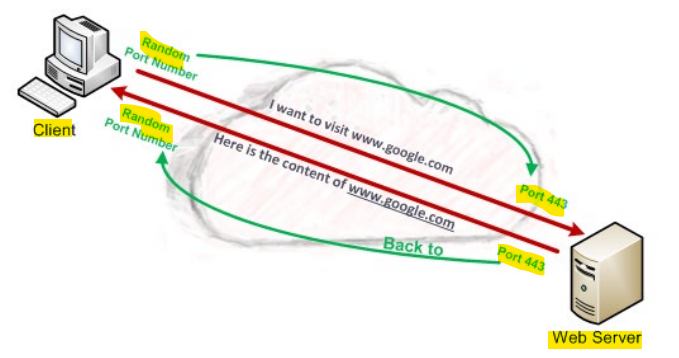 Random
Port Number
I want to visit www.google.com
Client
Random
Port Number
Here is the content of www.google.com
Port 443
Back to
Port 443
Web Server